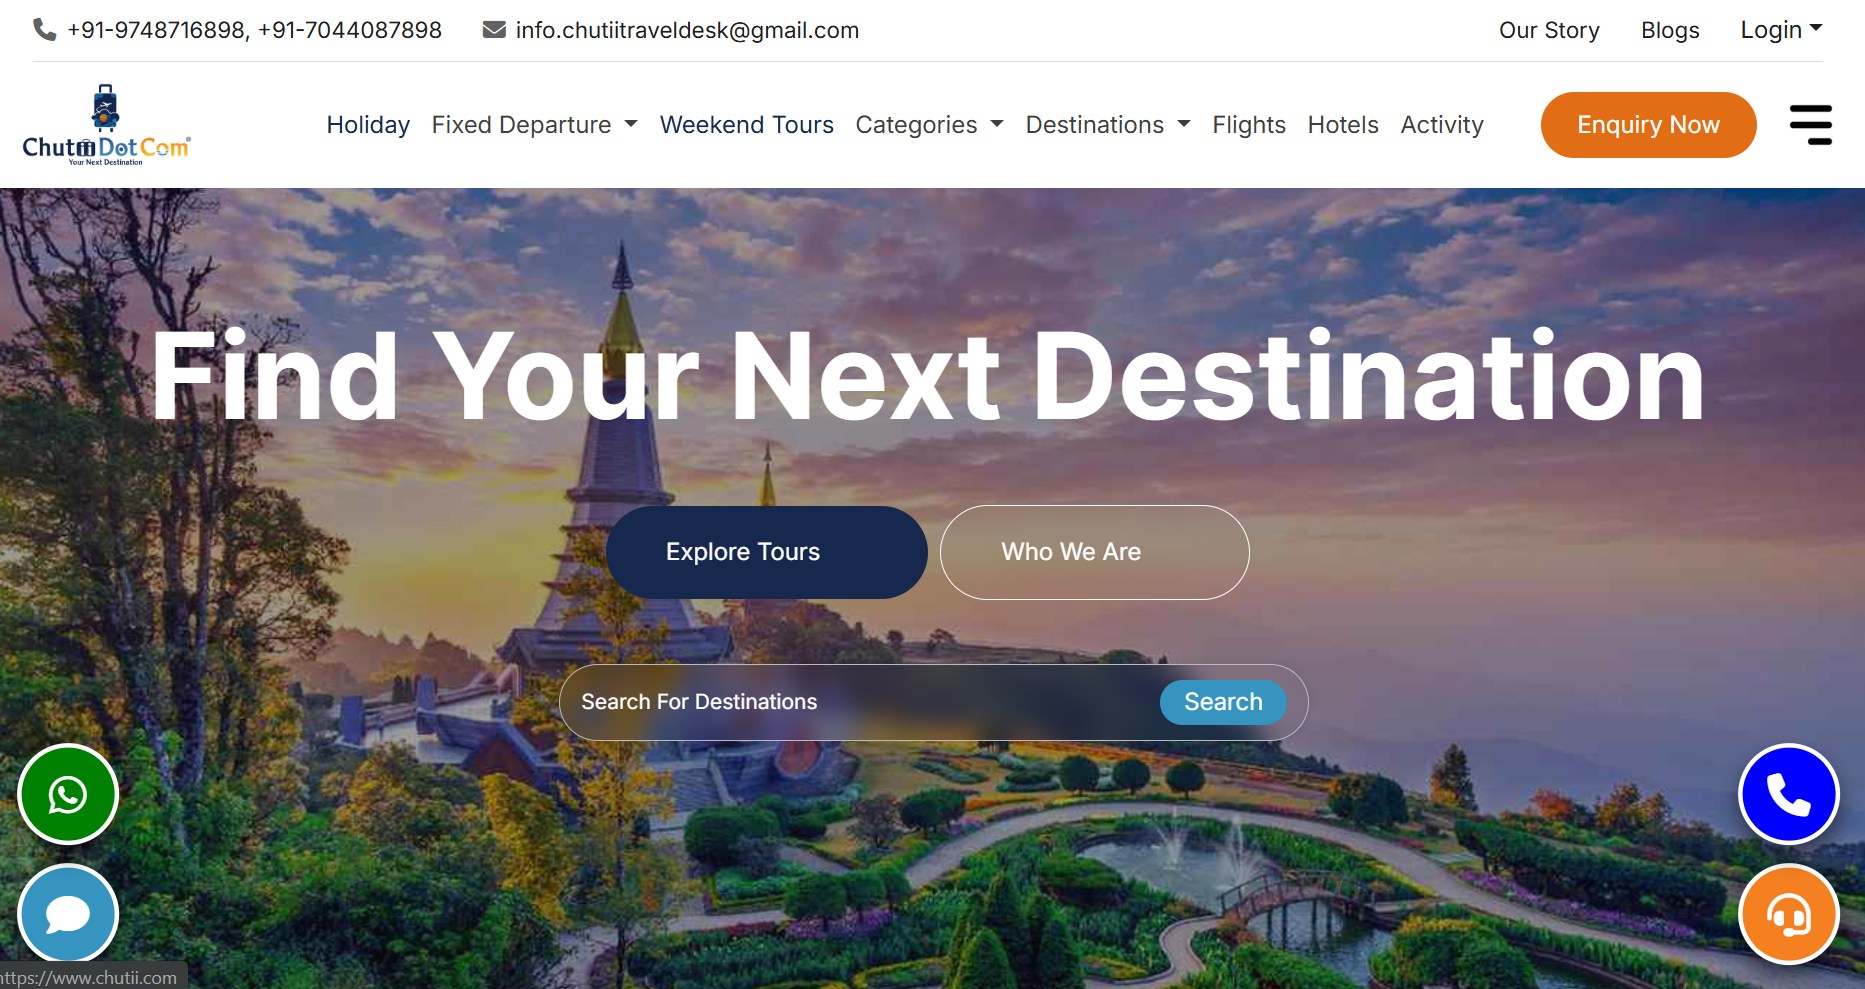 +91-9748716898, +91-7044087898 info.chutiitraveldesk@gmail.com Our Story Blogs Login
ChutiiDotCom
Your Next Destination
Holiday Fixed Departure Weekend Tours Categories Destinations Flights Hotels Activity Enquiry Now
Find Your Next Destination
Explore Tours Who We Are
Search For Destinations Search
https://www.chutii.com